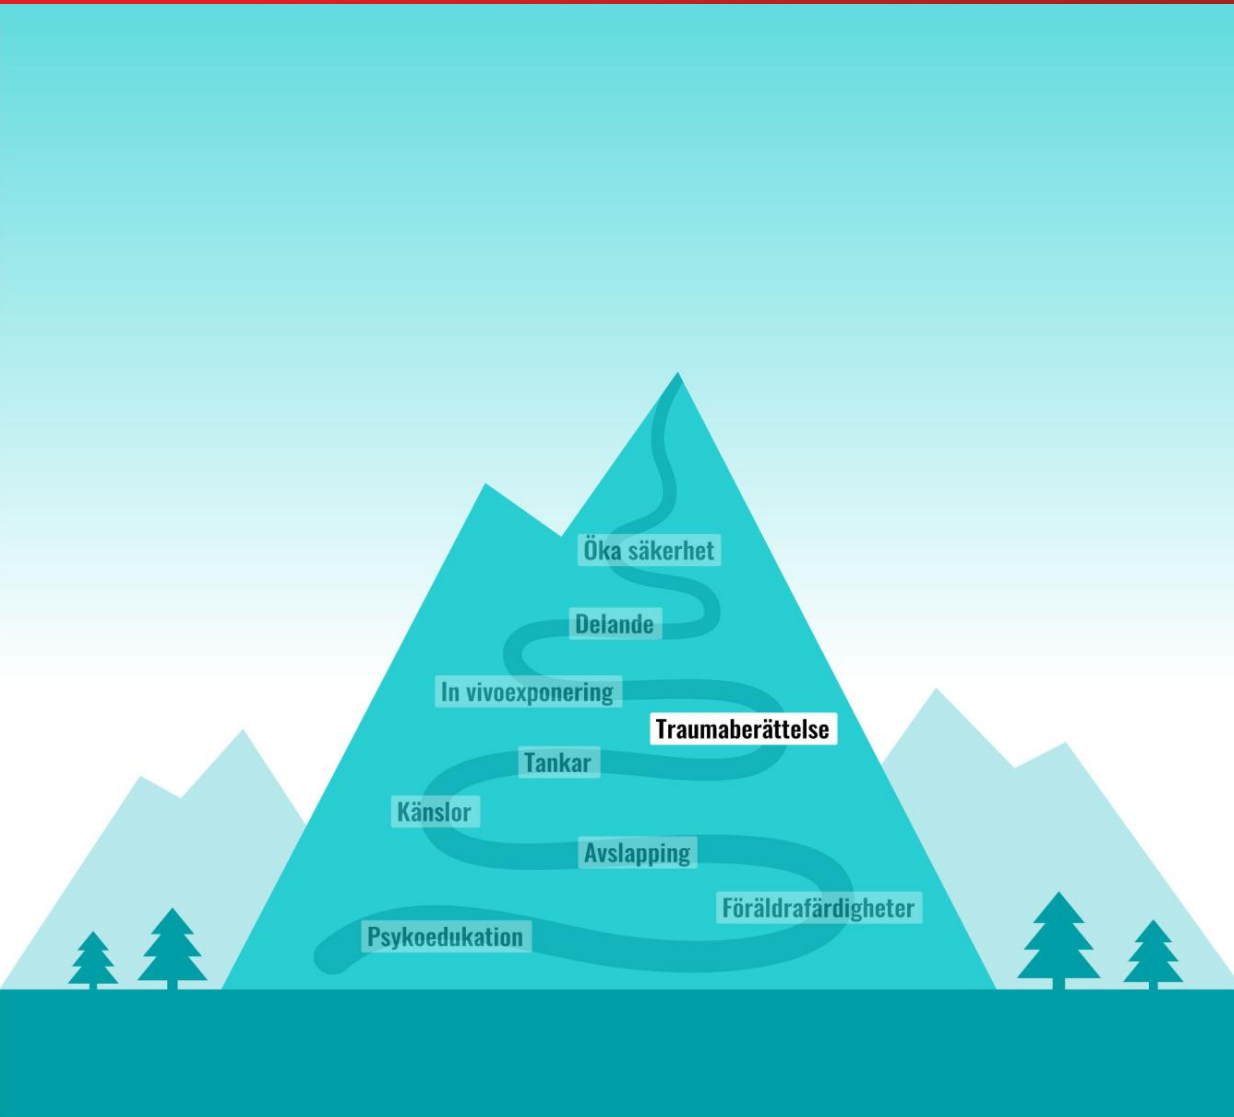 Öka säkerhet
Delande
In vivoexponering
Traumaberättelse
Tankar
Känslor
Avslapping
Föräldrafärdigheter
Psykoedukation